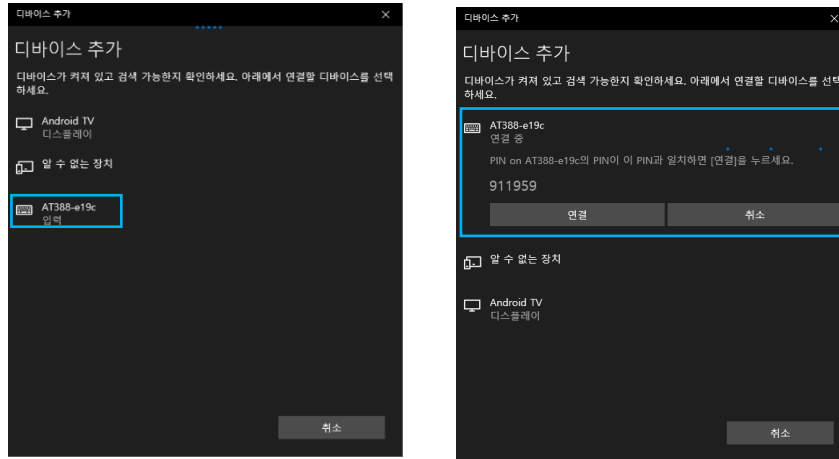 디바이스 추가
디바이스 추가
디바이스가 켜져 있고 검색 가능한지 확인하세요. 아래에서 연결할 디바이스를 선택
하세요.
Android TV
디스플레이
알 수 없는 장치
AT388-e19c
입력
취소
디바이스 추가
디바이스 추가
디바이스가 켜져 있고 검색 가능한지 확인하세요. 아래에서 연결할 디바이스를 선택
하세요.
AT388-e19c
연결 중
PIN on AT388-e19c의 PIN이 이 PIN과 일치하면 [연결]을 누르세요.
911959
연결
취소
알 수 없는 장치
Android TV
디스플레이
취소